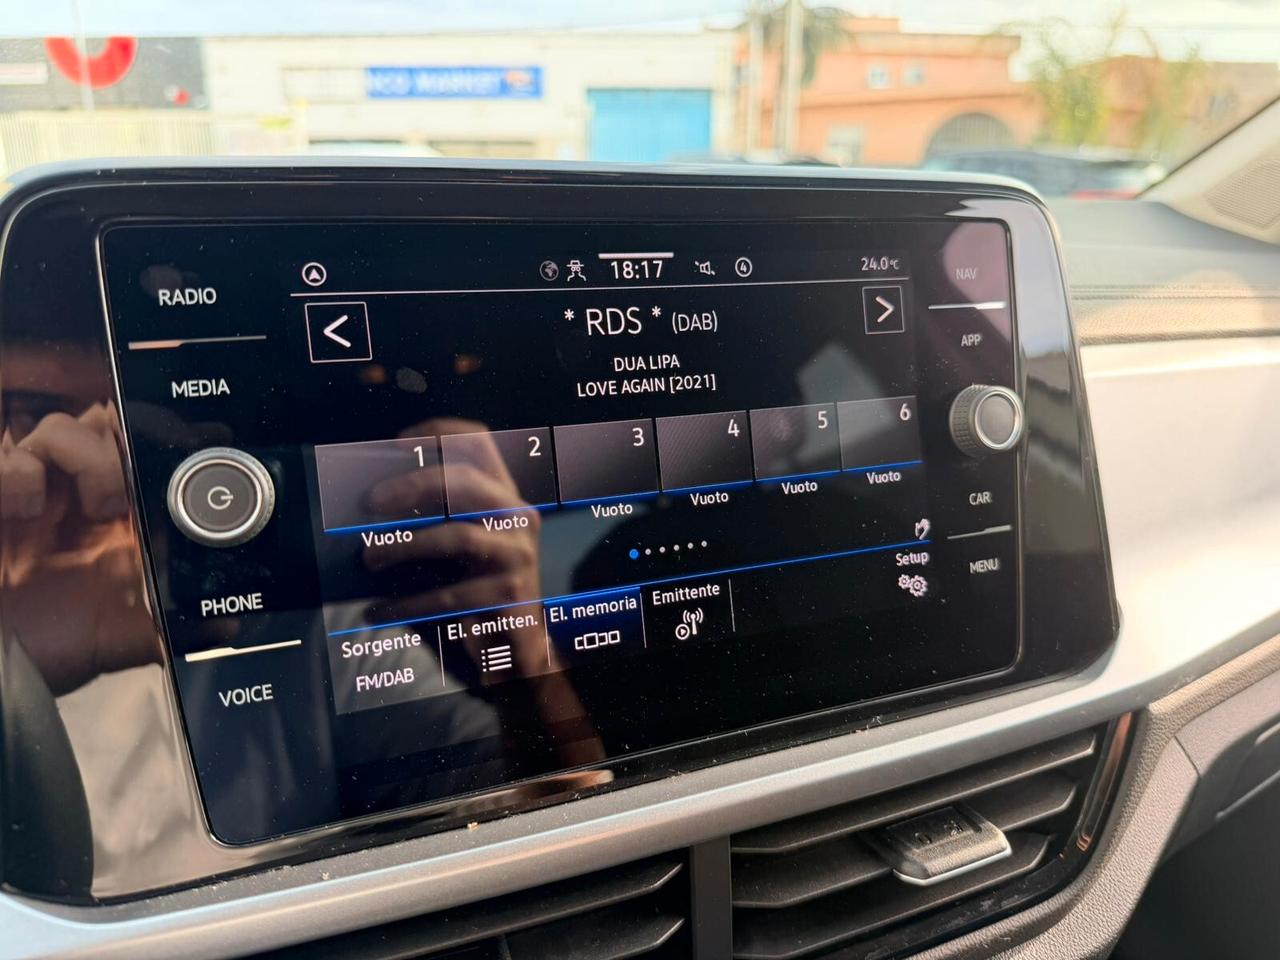 MARKET
18:17
4
24.0°C
RADIO
MEDIA
PHONE
VOICE
NAV
APP
CAR
MENU
<
* RDS * (DAB)
>
DUA LIPA
LOVE AGAIN [2021]
1 2 3 4 5 6
Vuoto Vuoto Vuoto Vuoto Vuoto Vuoto
Sorgente
FM/DAB
El. emitten.
El. memoria
Emittente
Setup